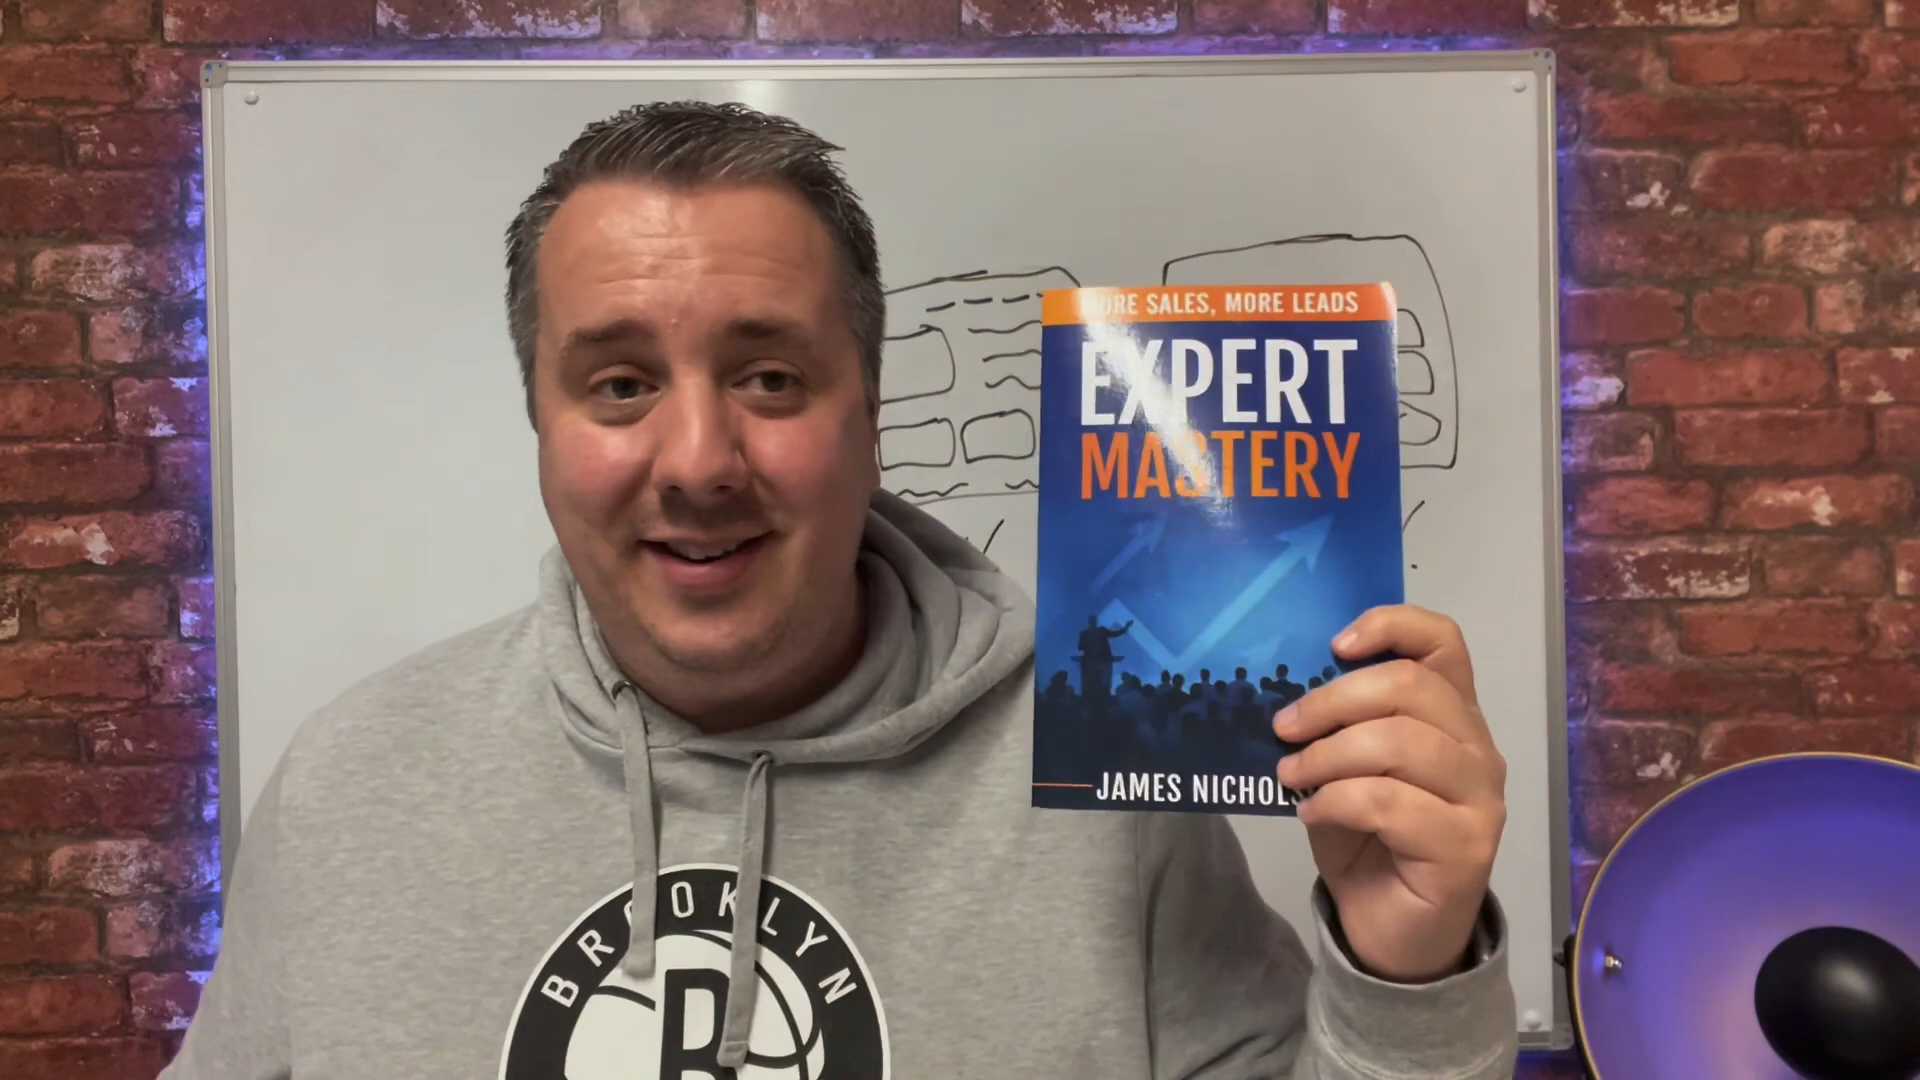 SALES, MORE LEADS
EXPERT
MASTERY
JAMES
BROOKLYN
B